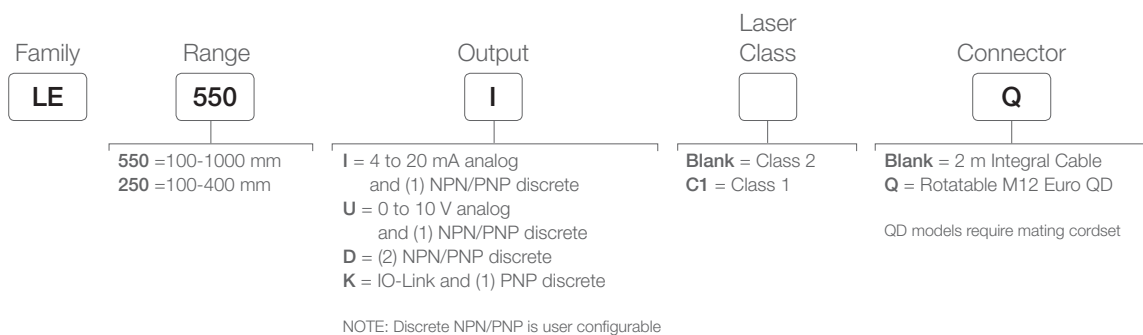 Family
LE
Range
550
550 =100-1000 mm
250 =100-400 mm
Output
I
I = 4 to 20 mA analog
and (1) NPN/PNP discrete
U = 0 to 10 V analog
and (1) NPN/PNP discrete
D = (2) NPN/PNP discrete
K = IO-Link and (1) PNP discrete
NOTE: Discrete NPN/PNP is user configurable
Laser
Class
Blank = Class 2
C1 = Class 1
Connector
Q
Blank = 2 m Integral Cable
Q = Rotatable M12 Euro QD
QD models require mating cordset